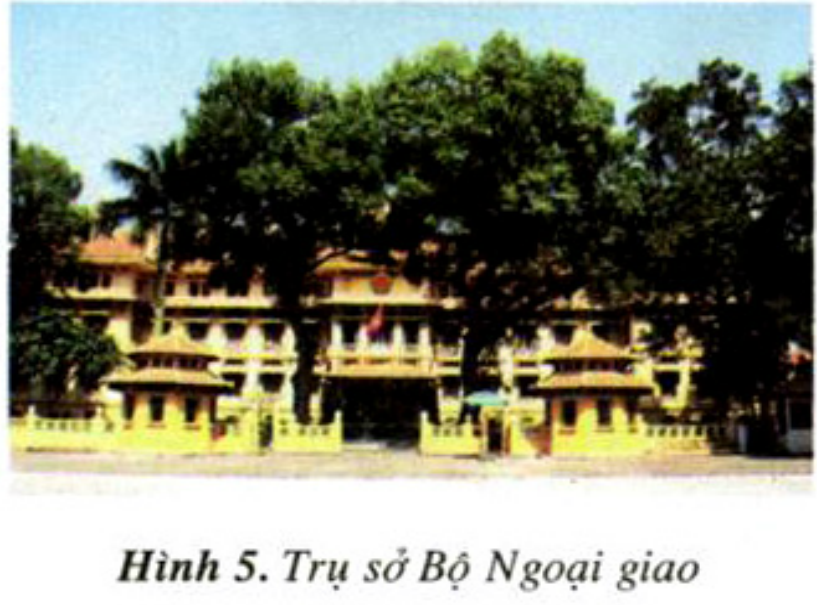 Hình 5. Trụ sở Bộ Ngoại giao